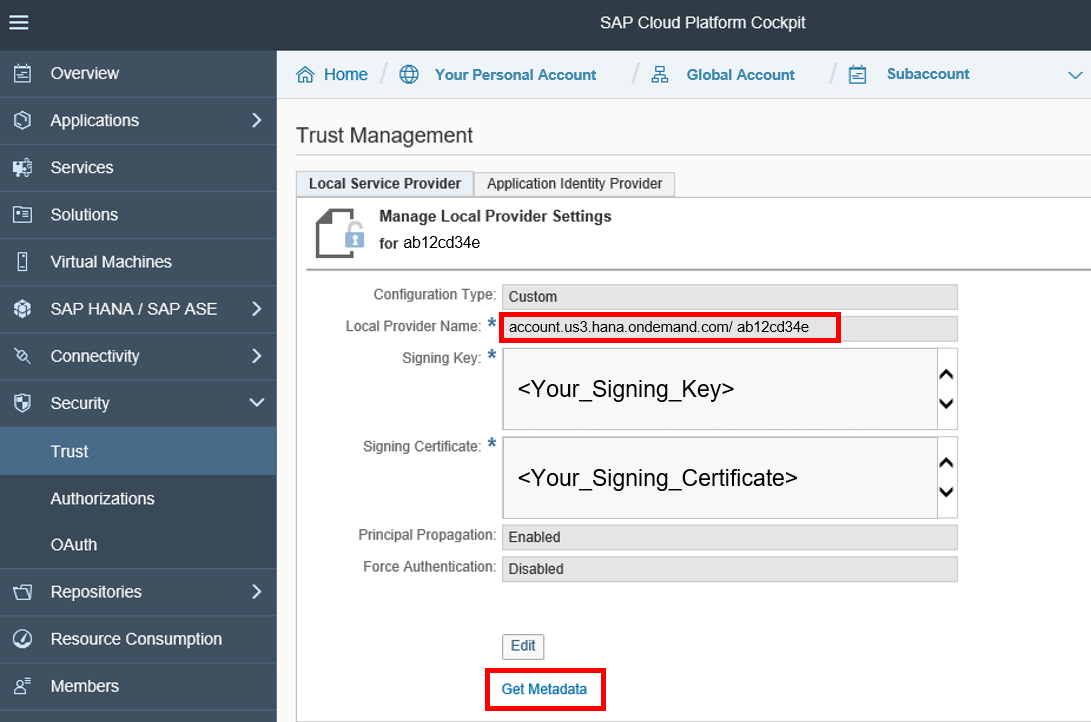 SAP Cloud Platform Cockpit
Overview
Applications
Services
Solutions
Virtual Machines
SAP HANA / SAP ASE
Connectivity
Security
Trust
Authorizations
OAuth
Repositories
Resource Consumption
Members
Home / Your Personal Account / Global Account / Subaccount
Trust Management
Local Service Provider Application Identity Provider
Manage Local Provider Settings
for ab12cd34e
Configuration Type: Custom
Local Provider Name: * account.us3.hana.ondemand.com/ ab12cd34e
Signing Key: * <Your_Signing_Key>
Signing Certificate: * <Your_Signing_Certificate>
Principal Propagation: Enabled
Force Authentication: Disabled
Edit
Get Metadata